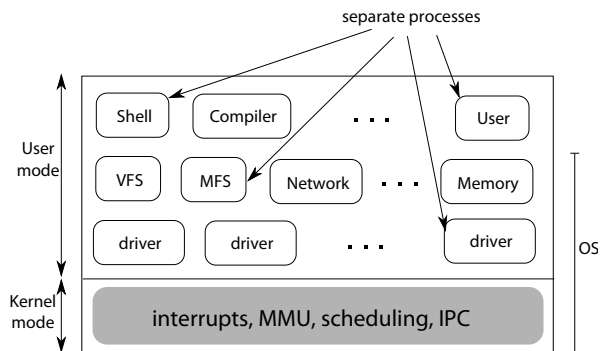 separate processes
Shell
Compiler
. . .
User
User
mode
VFS
MFS
Network
. . .
Memory
driver
driver
. . .
driver
OS
Kernel
mode
interrupts, MMU, scheduling, IPC